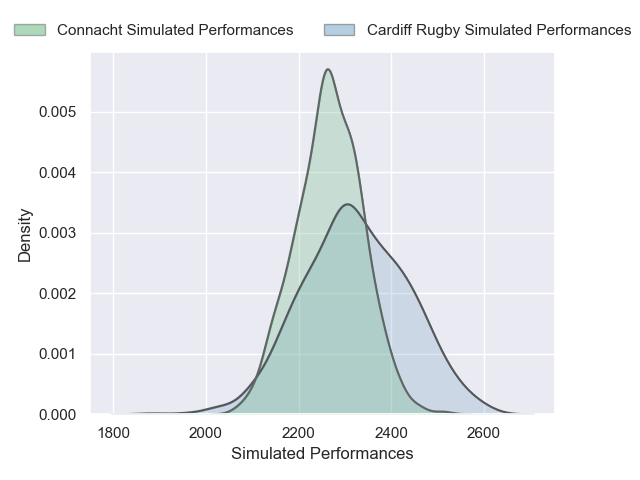 Connacht Simulated Performances Cardiff Rugby Simulated Performances
0.005
0.004
0.003
0.002
0.001
0.000
Density
1800 2000 2200 2400 2600
Simulated Performances